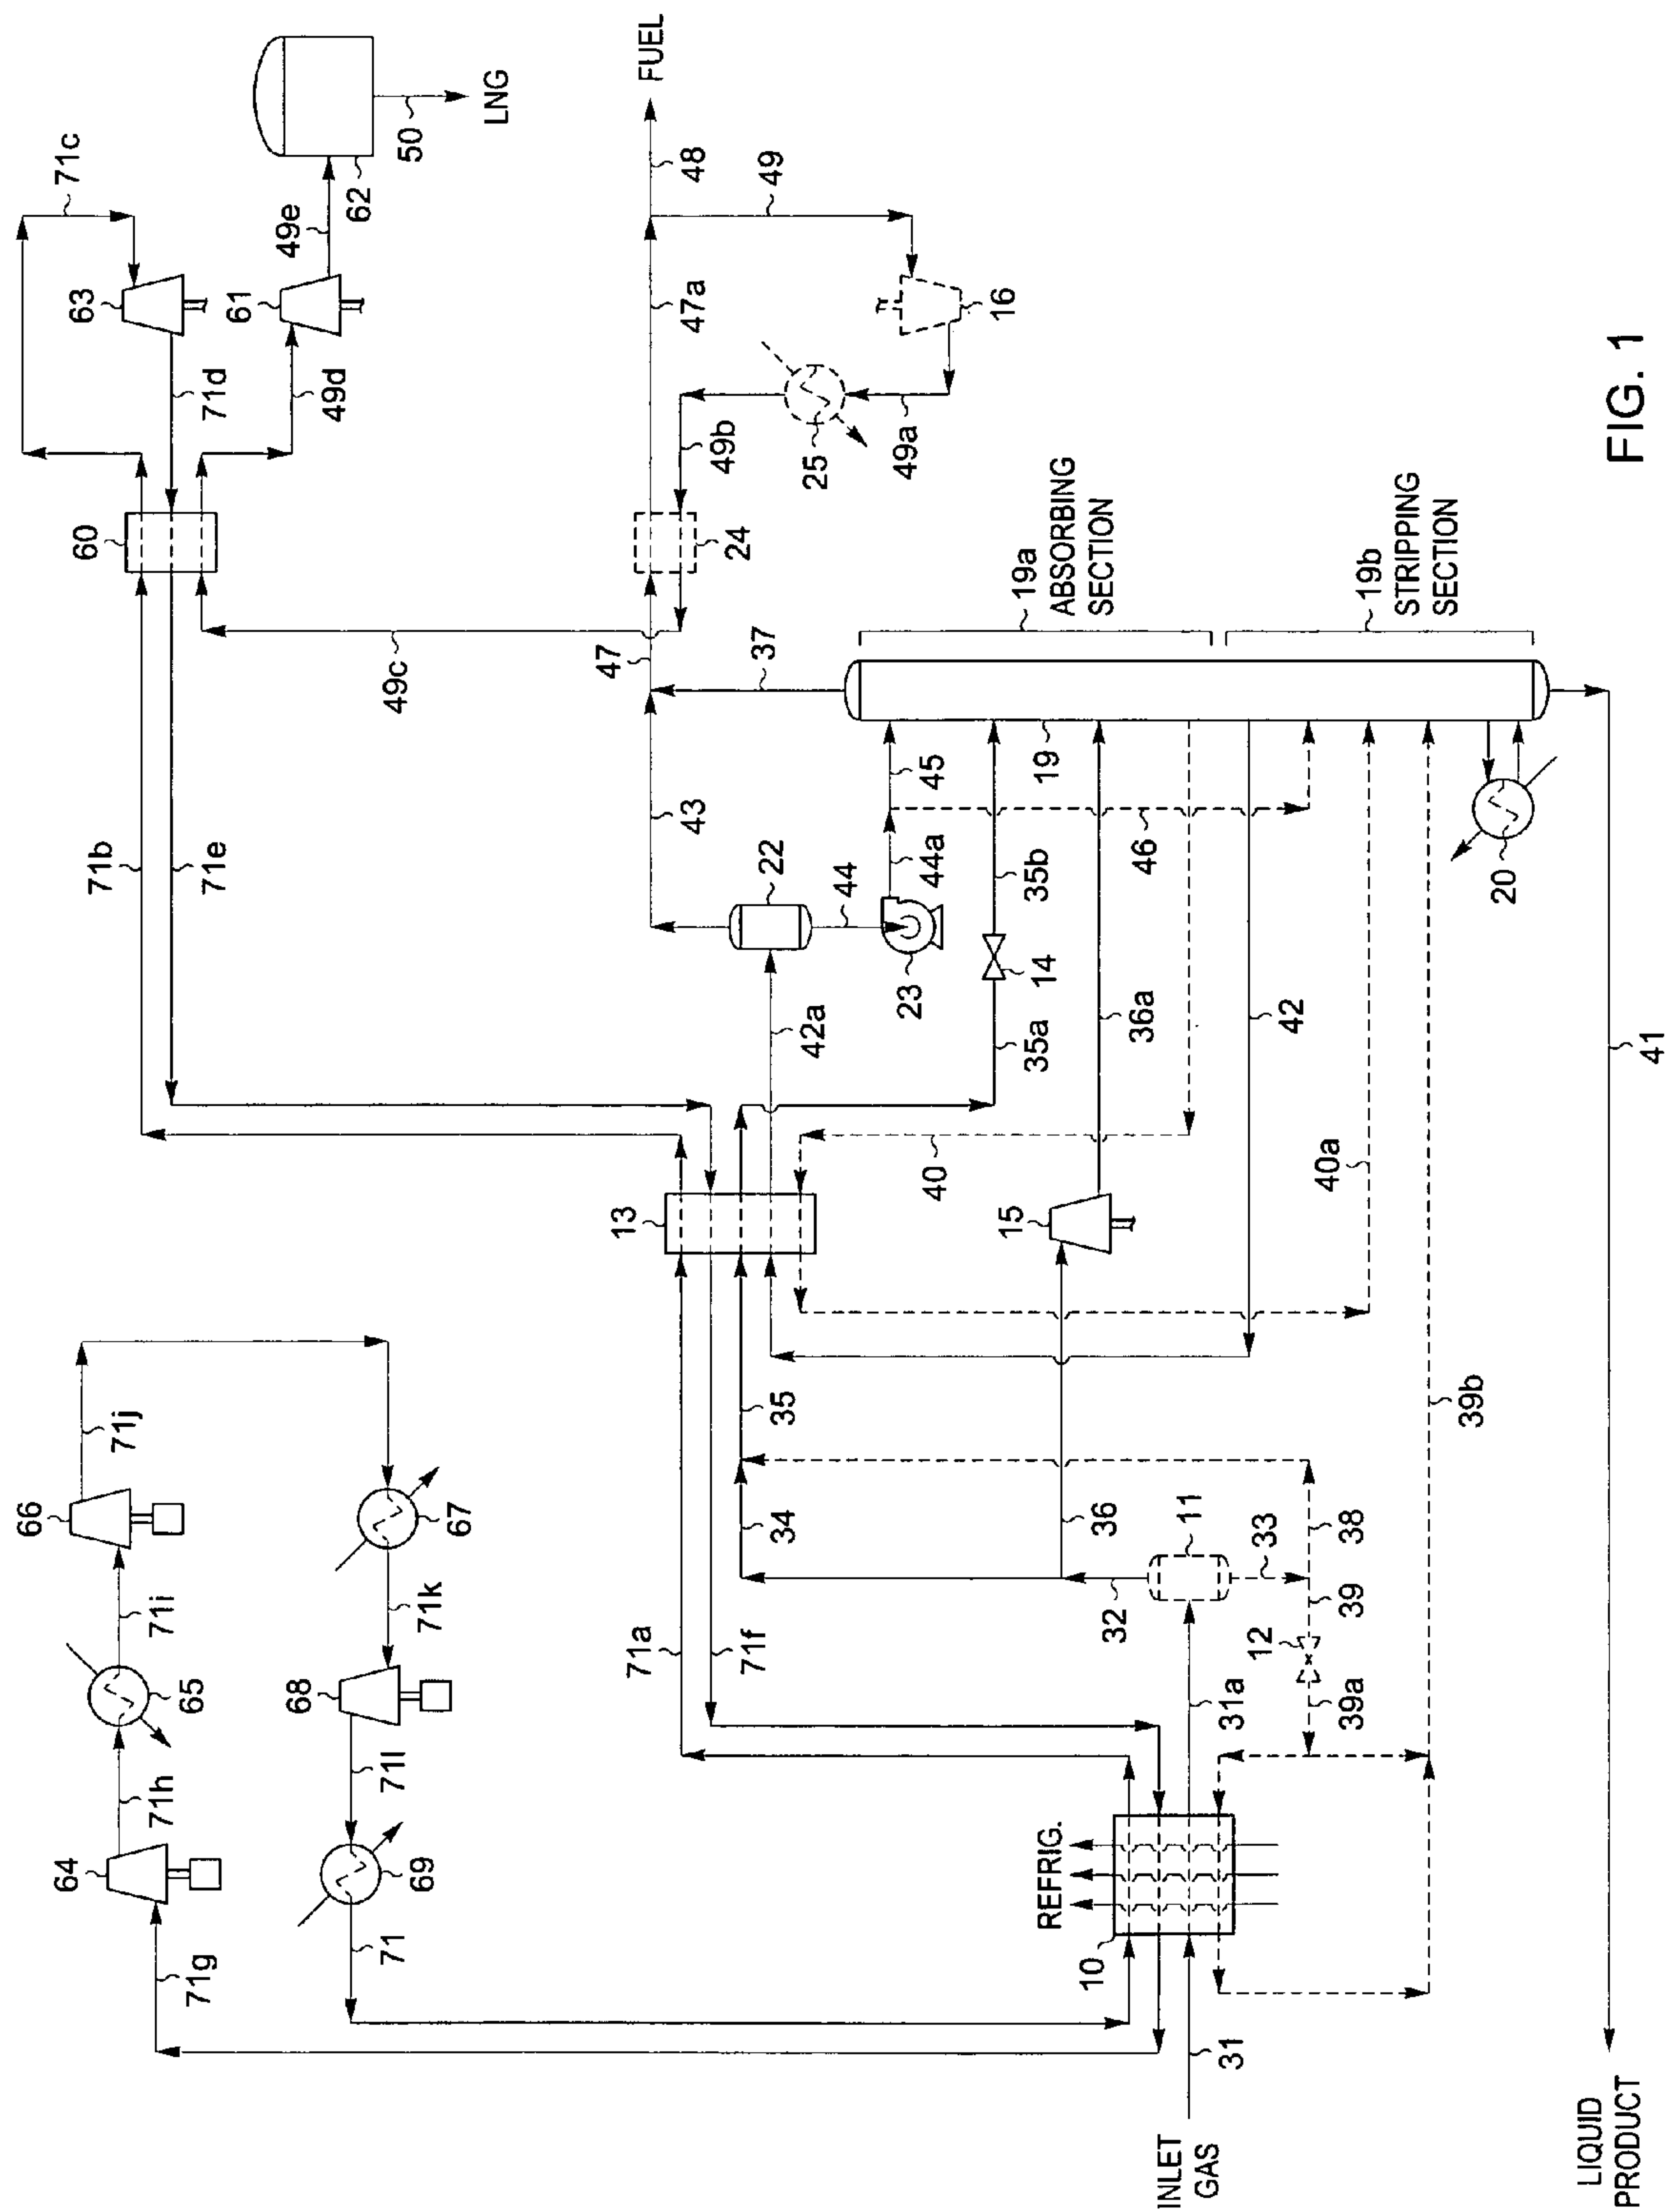 66
64
71c
60
63
71b
71j
71h
71i
71g
65
71e
71d
61
68
49e
49d
62
71
71l
49c
69
71k
50
67
LNG
47
13
71a
FUEL
43
47a
48
49b
24
71f
37
49
22
34
35
42a
25
44
23
49a
40
44a
45
16
15
35a
35b
REFRIG.
14
19
19a
ABSORBING
SECTION
10
36
32
36a
46
11
INLET
GAS
31
31a
12
33
42
40a
39a
39
38
19b
STRIPPING
SECTION
39b
20
LIQUID
PRODUCT
41
FIG. 1